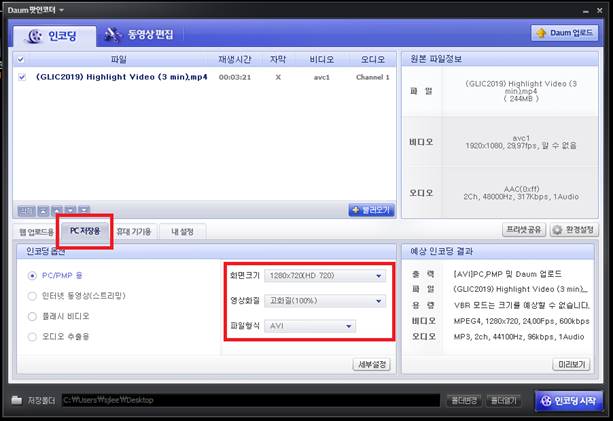 Daum 팟인코더
인코딩
동영상 편집
Daum 업로드
파일 재생시간 자막 비디오 오디오
(GLIC2019) Highlight Video (3 min),mp4 00:03:21 X avc1 Channel 1
불러오기
원본 파일정보
파 일 (GLIC2019) Highlight Video (3 min),mp4
( 244MB )
비디오 avc1
1920x1080, 29,97fps, 알 수 없음
오디오 AAC(0xff)
2Ch, 48000Hz, 317Kbps, 1Audio
웹 업로드용 PC 저장용 휴대 기기용 내 설정
프리셋공유 환경설정
인코딩옵션
PC/PMP 용
인터넷 동영상(스트리밍)
플래시 비디오
오디오 추출용
화면크기 1280x720(HD 720)
영상화질 고화질(100%)
파일형식 AVI
세부설정
예상 인코딩 결과
출 력 [AVI]PC,PMP 및 Daum 업로드
파 일 (GLIC2019) Highlight Video (3 min),_
용 량 VBR 모드는 크기를 예상할 수 없습니다.
비디오 MPEG4, 1280x720, 24,00Fps, 600kbps
오디오 MP3, 2ch, 44100Hz, 96kbps, 1Audio
미리보기
저장폴더 C:₩Users₩sjlee₩Desktop 폴더변경 폴더열기 인코딩 시작